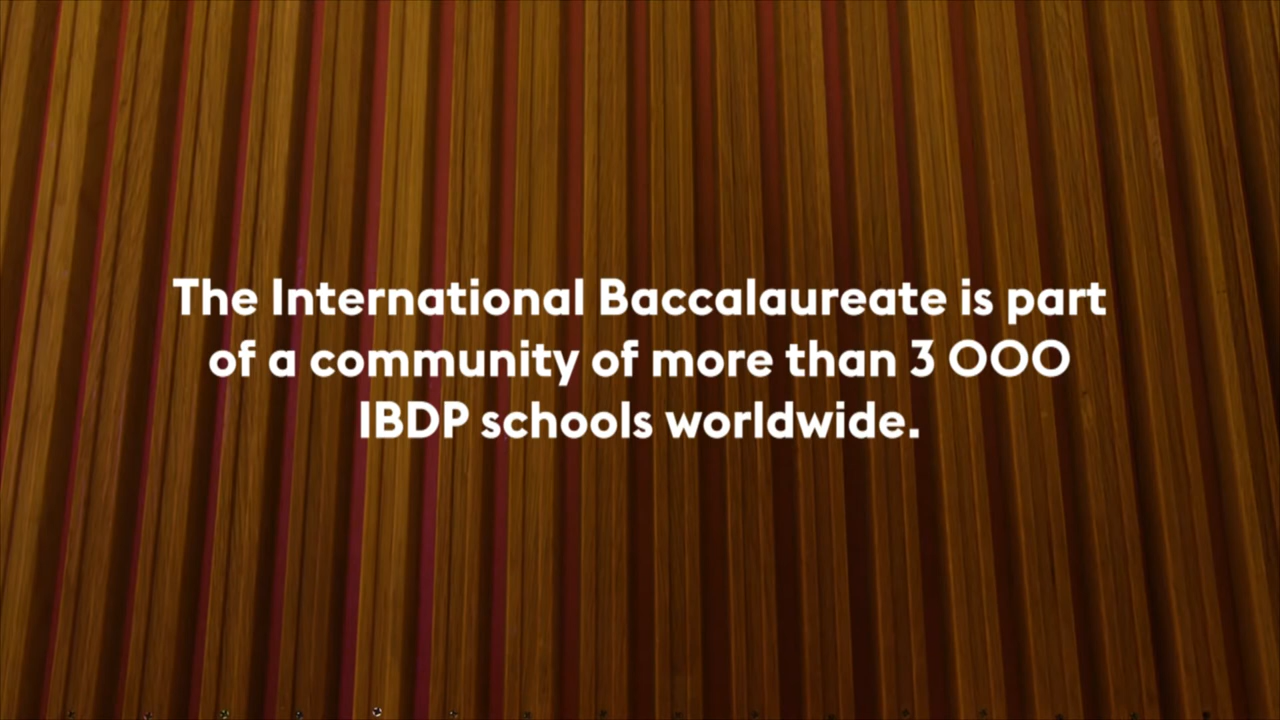 The International Baccalaureate is part
of a community of more than 3 000
IBDP schools worldwide.